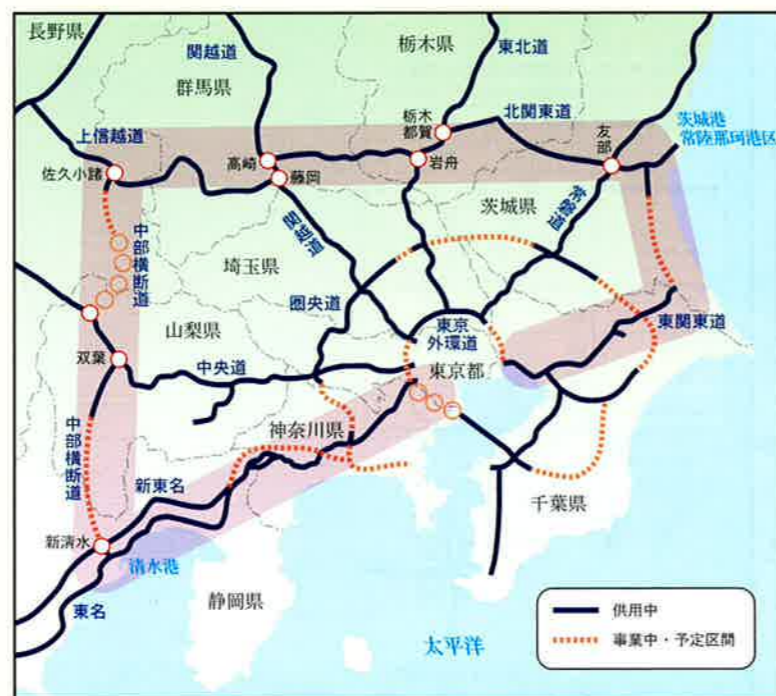 長野県
関越道
栃木県
東北道
群馬県
栃木
都賀
北関東道
茨城港
常陸那珂港区
上信越道
友部
高崎
岩舟
佐久小諸
藤岡
茨城県
中部横断道
関越道
常磐道
埼玉県
圏央道
山梨県
東京
外環道
東関東道
双葉
中央道
東京都
神奈川県
中部横断道
新東名
千葉県
新清水
清水港
静岡県
東名
供用中
事業中・予定区間
太平洋